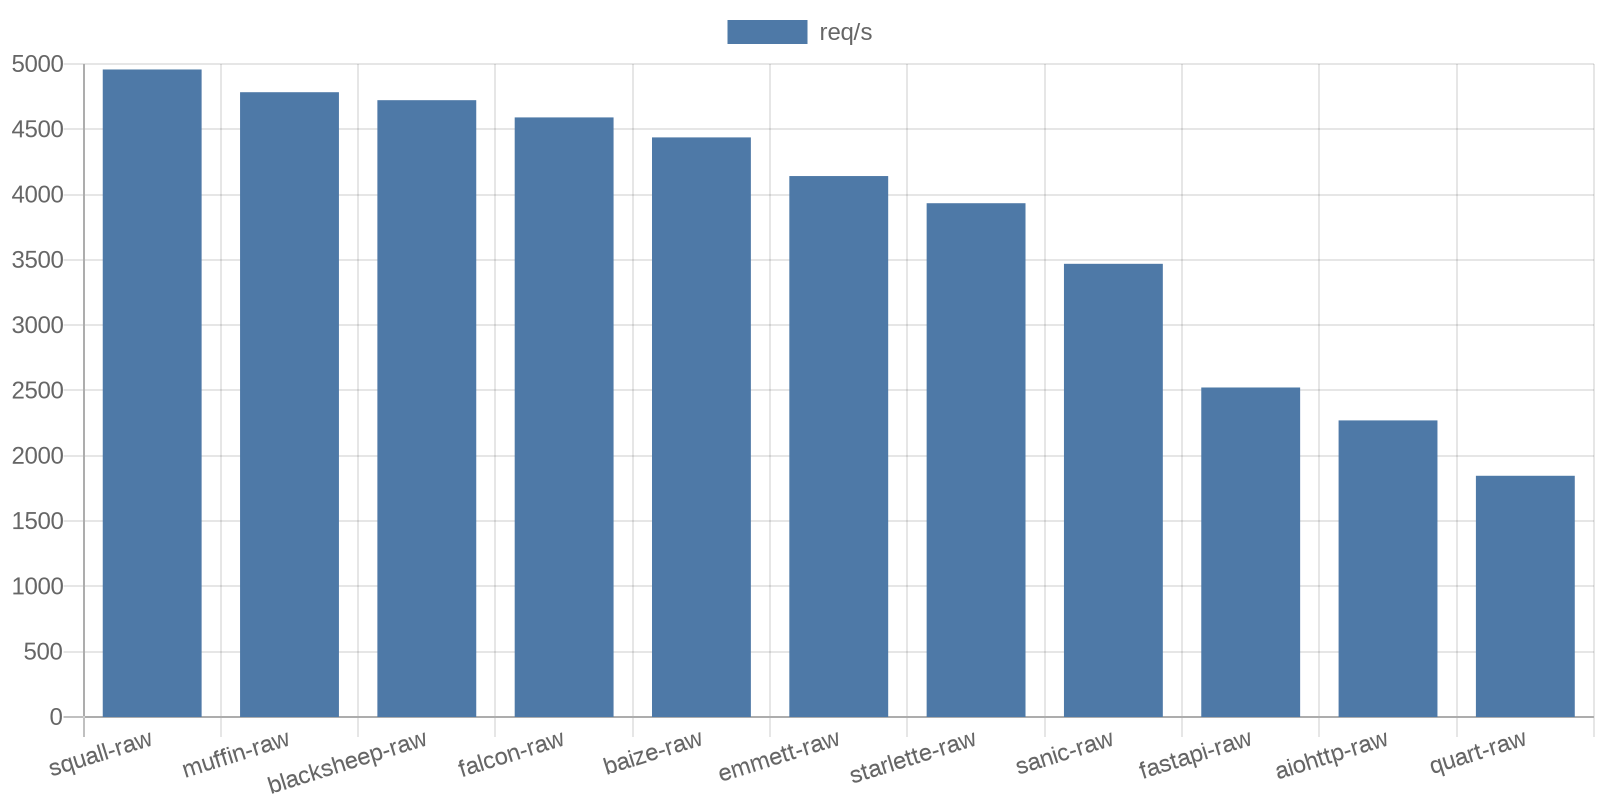 req/s
5000
4500
4000
3500
3000
2500
2000
1500
1000
500
0
squall-raw
muffin-raw
blacksheep-raw
falcon-raw
baize-raw
emmett-raw
starlette-raw
sanic-raw
fastapi-raw
aiohttp-raw
quart-raw